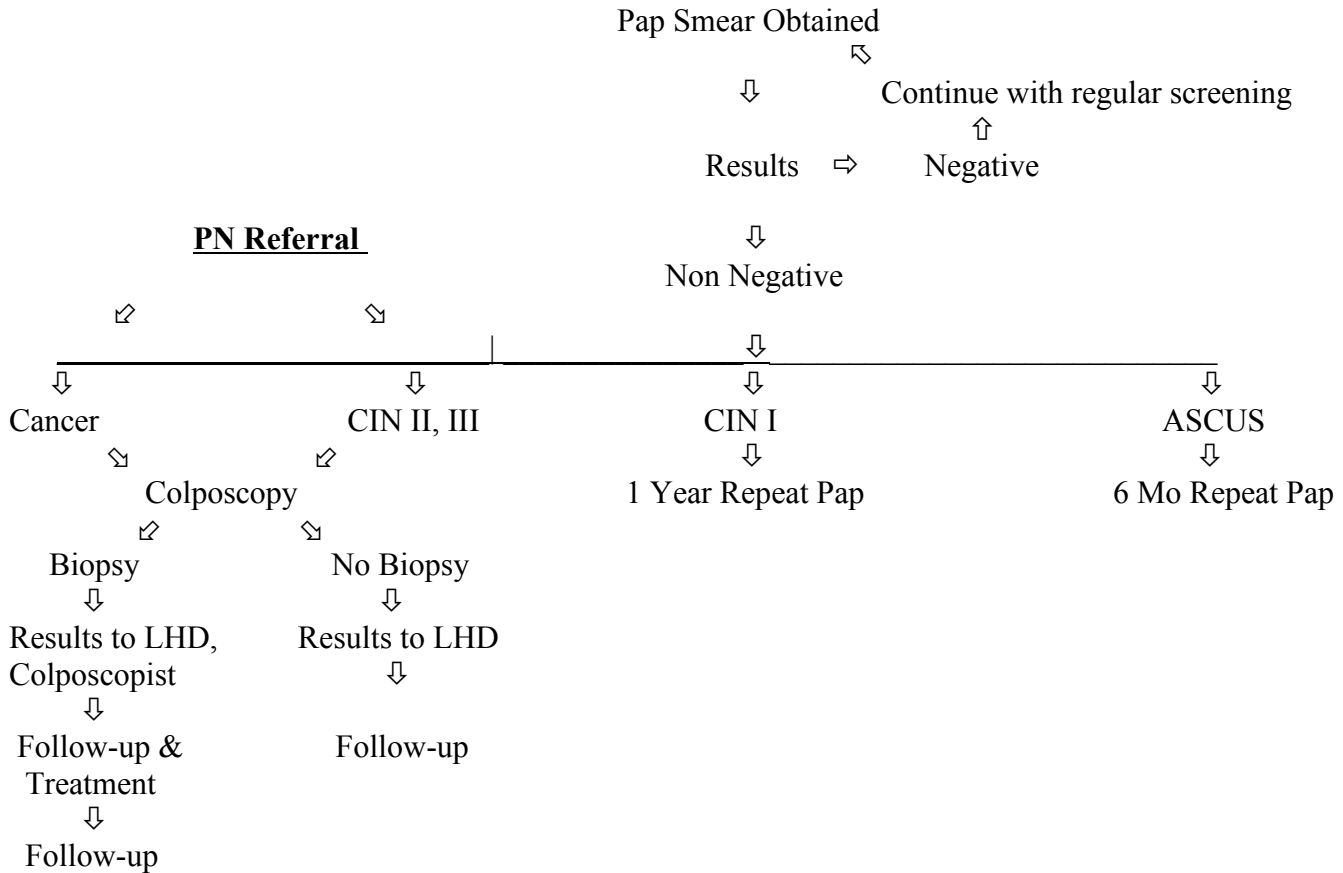 Pap Smear Obtained
Continue with regular screening
Results ⇨ Negative
PN Referral
Non Negative
Cancer CIN II, III CIN I ASCUS
Colposcopy 1 Year Repeat Pap 6 Mo Repeat Pap
Biopsy No Biopsy
Results to LHD, Results to LHD
Colposcopist
Follow-up & Follow-up
Treatment
Follow-up